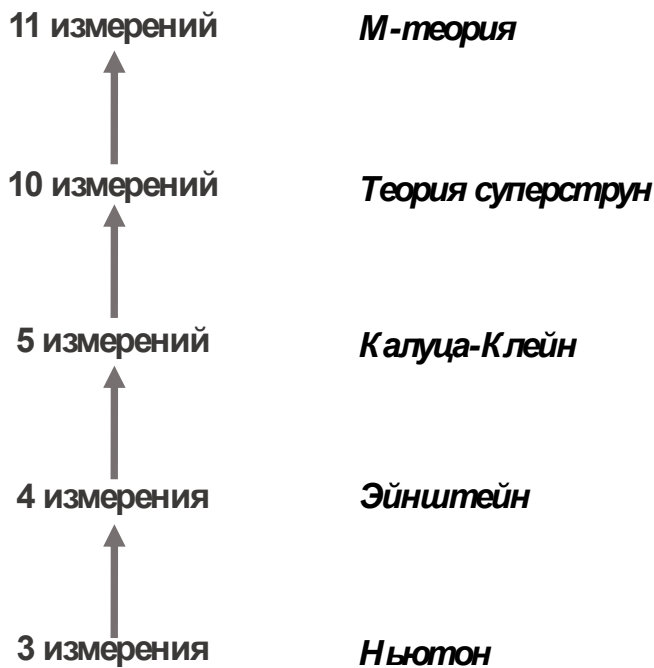 11 измерений М-теория
10 измерений Теория суперструн
5 измерений Калуца-Клейн
4 измерения Эйнштейн
3 измерения Ньютон